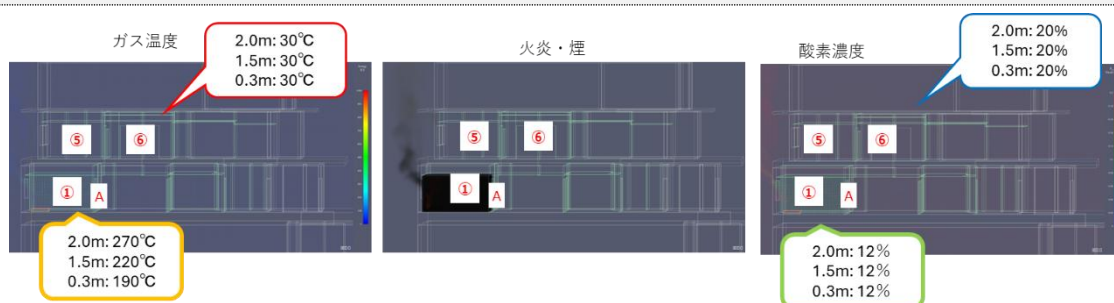 ガス温度
2.0m: 30℃
1.5m: 30℃
0.3m: 30℃
⑤
⑥
①
A
2.0m: 270℃
1.5m: 220℃
0.3m: 190℃
火炎・煙
⑤
⑥
①
A
酸素濃度
2.0m: 20%
1.5m: 20%
0.3m: 20%
⑤
⑥
①
A
2.0m: 12%
1.5m: 12%
0.3m: 12%